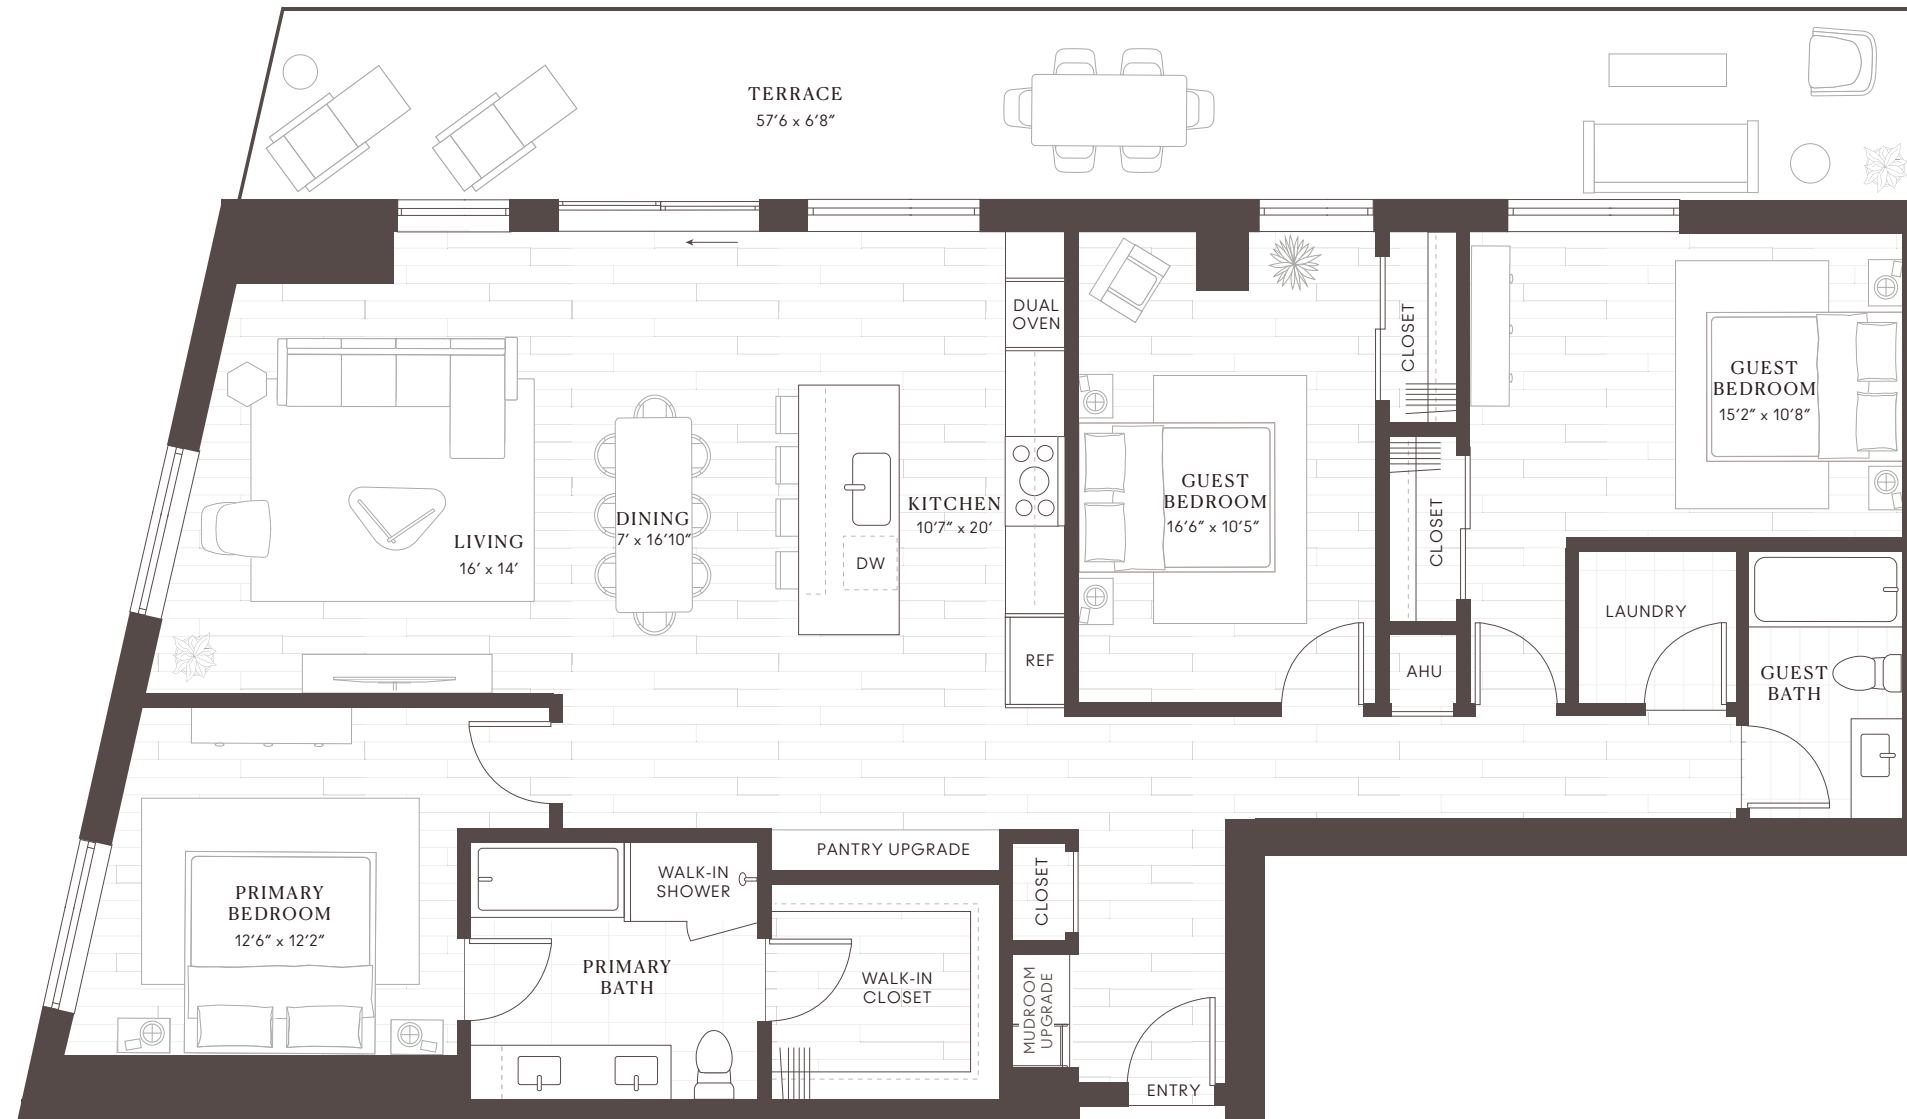 TERRACE
57'6 x 6'8"
DUAL
OVEN
CLOSET
GUEST
BEDROOM
15'2" x 10'8"
GUEST
BEDROOM
16'6" x 10'5"
KITCHEN
10'7" x 20'
DINING
7' x 16'10"
LIVING
16' x 14'
DW
CLOSET
LAUNDRY
REF
AHU
GUEST
BATH
PANTRY UPGRADE
WALK-IN
SHOWER
CLOSET
PRIMARY
BEDROOM
12'6" x 12'2"
PRIMARY
BATH
WALK-IN
CLOSET
MUDROOM
UPGRADE
ENTRY